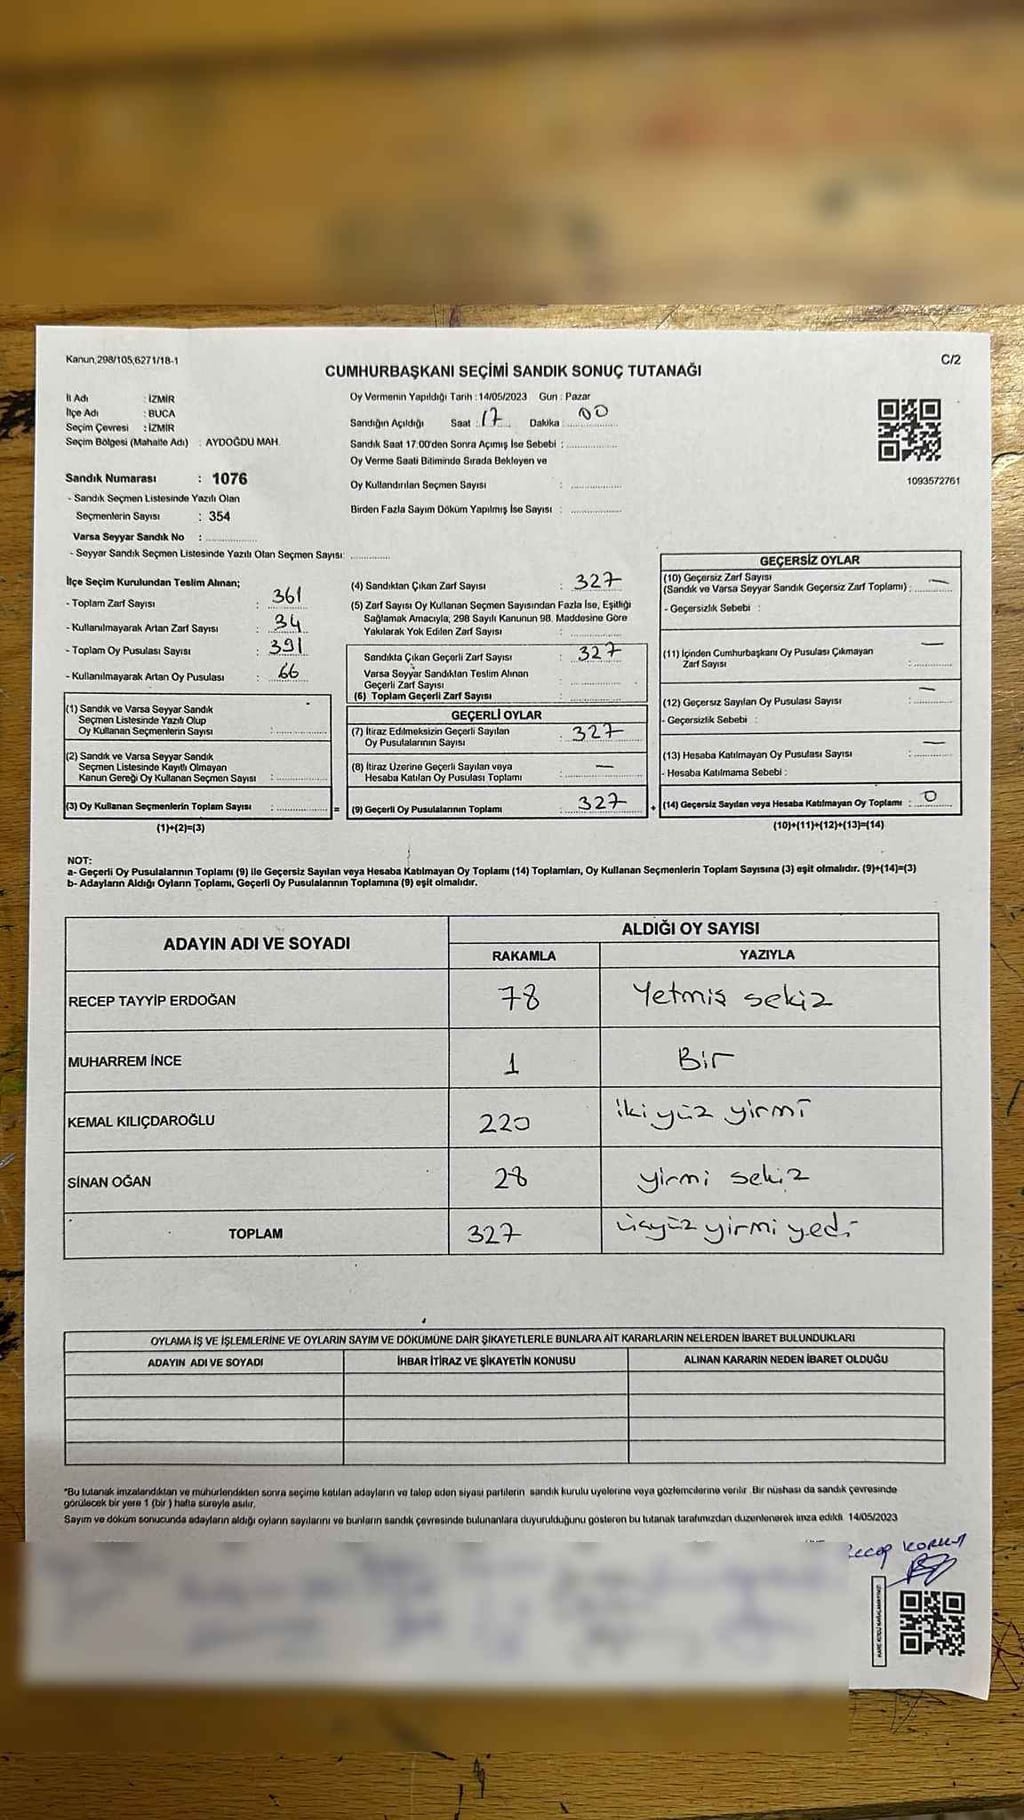 Kanun,298/105,6271/18-1
C/2
CUMHURBAŞKANI SEÇİMİ SANDIK SONUÇ TUTANAĞI
İl Adı : İZMİR
İlçe Adı : BUCA
Seçim Çevresi : İZMİR
Seçim Bölgesi (Mahalle Adı) : AYDOĞDU MAH.
Sandık Numarası : 1076
- Sandık Seçmen Listesinde Yazılı Olan
Seçmenlerin Sayısı : 354
Varsa Seyyar Sandık No :
- Seyyar Sandık Seçmen Listesinde Yazılı Olan Seçmen Sayısı:
Oy Vermenin Yapıldığı Tarih : 14/05/2023 Gün : Pazar
Sandığın Açıldığı Saat : 17 Dakika : 00
Sandık Saat 17:00'den Sonra Açımış İse Sebebi :
Oy Verme Saati Bitiminde Sırada Bekleyen ve
Oy Kullandırılan Seçmen Sayısı :
Birden Fazla Sayım Döküm Yapılmış İse Sayısı :
1093572761
İlçe Seçim Kurulundan Teslim Alınan;
- Toplam Zarf Sayısı : 361
- Kullanılmayarak Artan Zarf Sayısı : 34
- Toplam Oy Pusulası Sayısı : 391
- Kullanılmayarak Artan Oy Pusulası : 66
(1) Sandık ve Varsa Seyyar Sandık
Seçmen Listesinde Yazılı Olup
Oy Kullanan Seçmenlerin Sayısı :
(2) Sandık ve Varsa Seyyar Sandık
Seçmen Listesinde Kayıtlı Olmayan
Kanun Gereği Oy Kullanan Seçmen Sayısı :
(3) Oy Kullanan Seçmenlerin Toplam Sayısı : =
(1)+(2)=(3)
(4) Sandıktan Çıkan Zarf Sayısı : 327
(5) Zarf Sayısı Oy Kullanan Seçmen Sayısından Fazla İse, Eşitliği
Sağlamak Amacıyla, 298 Sayılı Kanunun 98. Maddesine Göre
Yakılarak Yok Edilen Zarf Sayısı :
Sandıkta Çıkan Geçerli Zarf Sayısı : 327
Varsa Seyyar Sandıktan Teslim Alınan
Geçerli Zarf Sayısı :
(6) Toplam Geçerli Zarf Sayısı :
GEÇERLİ OYLAR
(7) İtiraz Edilmeksizin Geçerli Sayılan
Oy Pusulalarının Sayısı : 327
(8) İtiraz Üzerine Geçerli Sayılan veya
Hesaba Katılan Oy Pusulası Toplamı : —
(9) Geçerli Oy Pusulalarının Toplamı : 327 +
GEÇERSİZ OYLAR
(10) Geçersiz Zarf Sayısı
(Sandık ve Varsa Seyyar Sandık Geçersiz Zarf Toplamı) : —
- Geçersizlik Sebebi :
(11) İçinden Cumhurbaşkanı Oy Pusulası Çıkmayan
Zarf Sayısı : —
(12) Geçersiz Sayılan Oy Pusulası Sayısı : —
- Geçersizlik Sebebi :
(13) Hesaba Katılmayan Oy Pusulası Sayısı : —
- Hesaba Katılmama Sebebi :
(14) Geçersiz Sayılan veya Hesaba Katılmayan Oy Toplamı : 0
(10)+(11)+(12)+(13)=(14)
NOT:
a- Geçerli Oy Pusulalarının Toplamı (9) ile Geçersiz Sayılan veya Hesaba Katılmayan Oy Toplamı (14) Toplamları, Oy Kullanan Seçmenlerin Toplam Sayısına (3) eşit olmalıdır. (9)+(14)=(3)
b- Adayların Aldığı Oyların Toplamı, Geçerli Oy Pusulalarının Toplamına (9) eşit olmalıdır.
ADAYIN ADI VE SOYADI
ALDIĞI OY SAYISI
RAKAMLA YAZIYLA
RECEP TAYYİP ERDOĞAN 78 Yetmiş sekiz
MUHARREM İNCE 1 Bir
KEMAL KILIÇDAROĞLU 220 iki yüz yirmi
SİNAN OĞAN 28 yirmi sekiz
TOPLAM 327 üçyüz yirmi yedi
OYLAMA İŞ VE İŞLEMLERİNE VE OYLARIN SAYIM VE DÖKÜMÜNE DAİR ŞİKAYETLERLE BUNLARA AİT KARARLARIN NELERDEN İBARET BULUNDUKLARI
ADAYIN ADI VE SOYADI İHBAR İTİRAZ VE ŞİKAYETİN KONUSU ALINAN KARARIN NEDEN İBARET OLDUĞU
*Bu tutanak imzalandıktan ve mühürlendikten sonra seçime katılan adayların ve talep eden siyasi partilerin sandık kurulu üyelerine veya gözlemcilerine verilir .Bir nüshası da sandık çevresinde
görülecek bir yere 1 (bir ) hafta süreyle asılır.
Sayım ve döküm sonucunda adayların aldığı oyların sayılarını ve bunların sandık çevresinde bulunanlara duyurulduğunu gösteren bu tutanak tarafımızdan düzenlenerek imza edildi. 14/05/2023